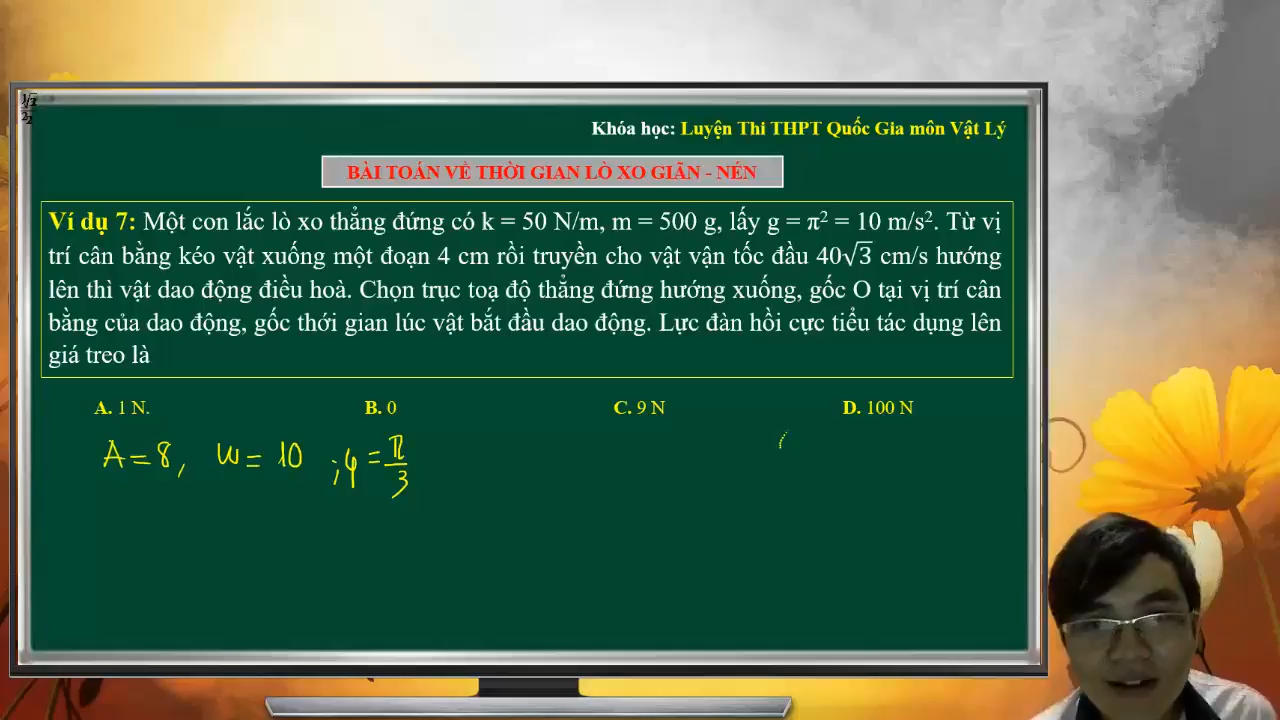 Khóa học: Luyện Thi THPT Quốc Gia môn Vật Lý
BÀI TOÁN VỀ THỜI GIAN LÒ XO GIÃN - NÉN
Ví dụ 7: Một con lắc lò xo thẳng đứng có k = 50 N/m, m = 500 g, lấy g = π² = 10 m/s². Từ vị
trí cân bằng kéo vật xuống một đoạn 4 cm rồi truyền cho vật vận tốc đầu 40√3 cm/s hướng
lên thì vật dao động điều hoà. Chọn trục toạ độ thẳng đứng hướng xuống, gốc O tại vị trí cân
bằng của dao động, gốc thới gian lúc vật bắt đầu dao động. Lực đàn hồi cực tiểu tác dụng lên
giá treo là
A. 1 N. B. 0 C. 9 N D. 100 N
A = 8, ω = 10 ; φ = π/3